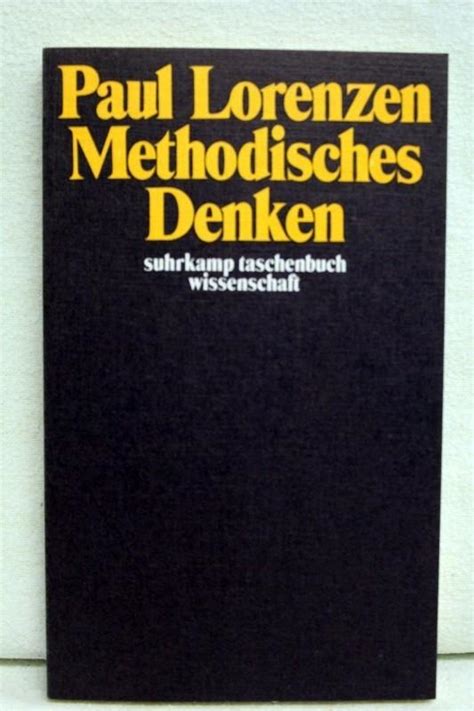 Paul Lorenzen
Methodisches
Denken
suhrkamp taschenbuch
wissenschaft